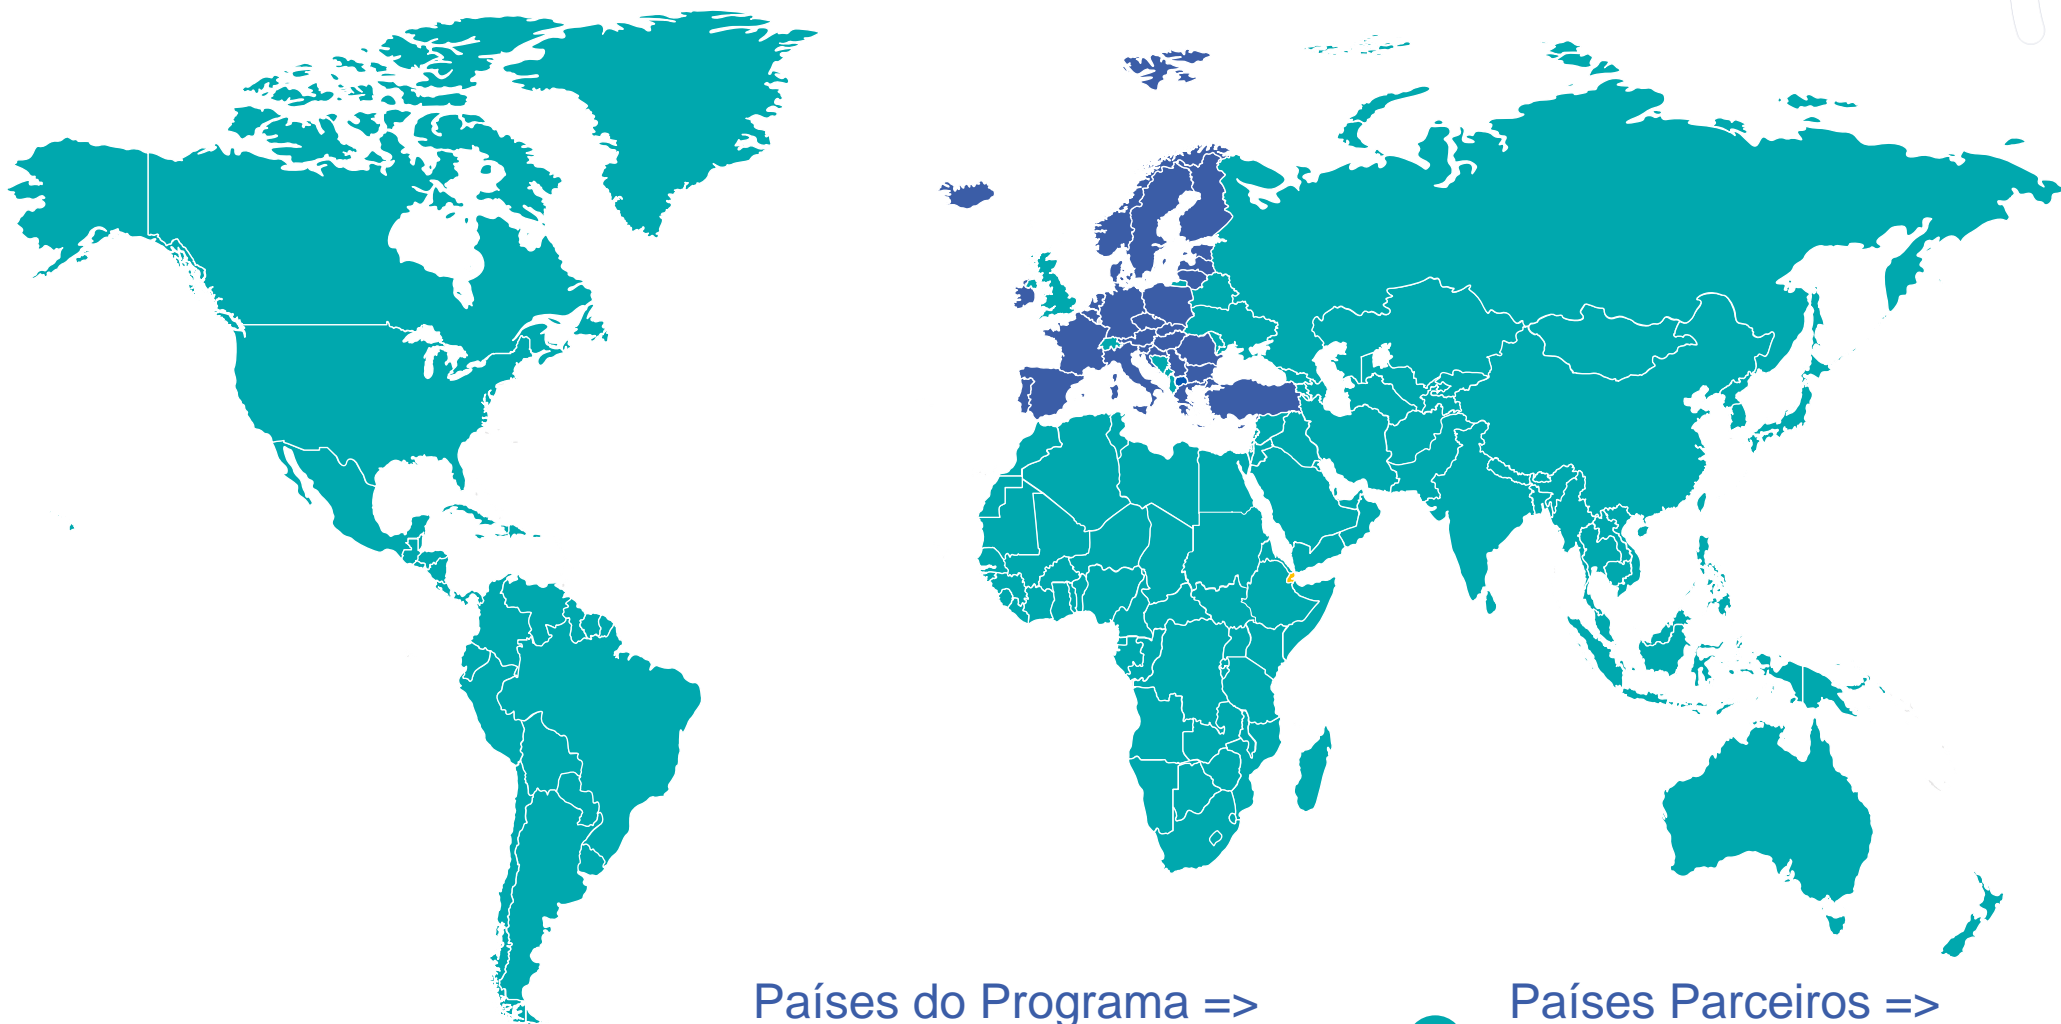 Países do Programa =>
Países Parceiros =>